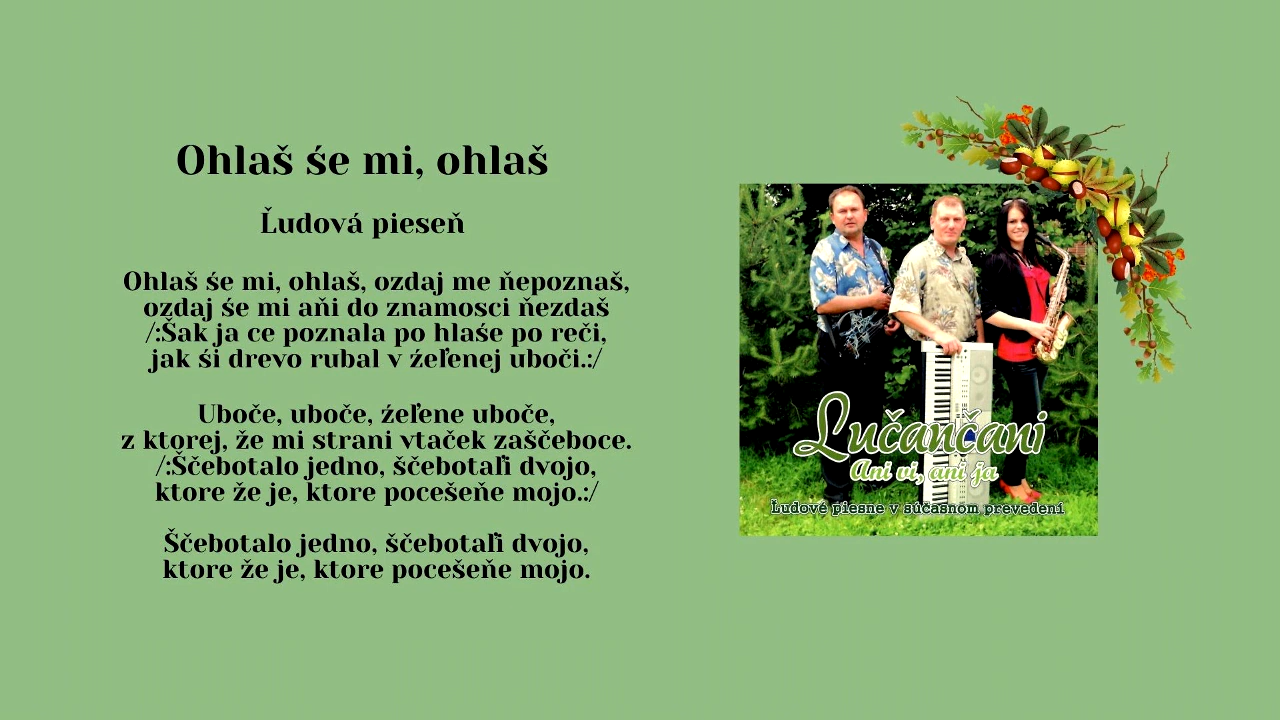 Ohlaš śe mi, ohlaš
Ľudová pieseň
Ohlaš śe mi, ohlaš, ozdaj me ňepoznaš,
ozdaj śe mi aňi do znamosci ňezdaš
/:Šak ja ce poznala po hlaśe po reči,
jak śi drevo rubal v źeľenej uboči.:/
Uboče, uboče, źeľene uboče,
z ktorej, že mi strani vtaček zaščeboce.
/:Ščebotalo jedno, ščebotaľi dvojo,
ktore že je, ktore pocešeňe mojo.:/
Ščebotalo jedno, ščebotaľi dvojo,
ktore že je, ktore pocešeňe mojo.
Lučančani
Ani vi, ani ja
Ľudové piesne v súčasnom prevedení